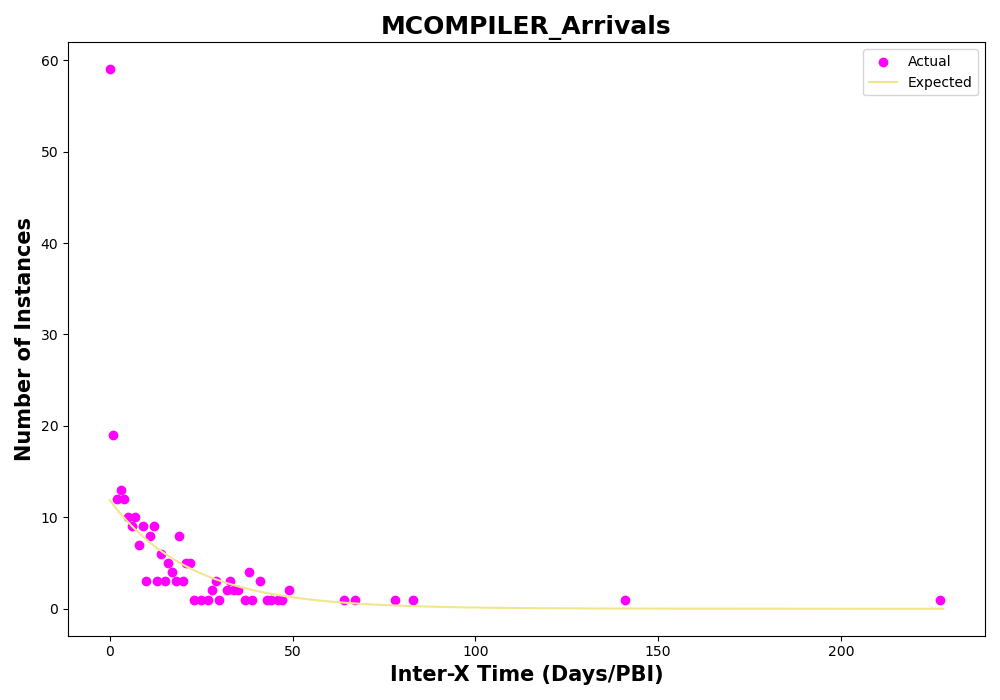 MCOMPILER_Arrivals
Actual
Expected
60
50
40
30
20
10
0
Number of Instances
0 50 100 150 200
Inter-X Time (Days/PBI)